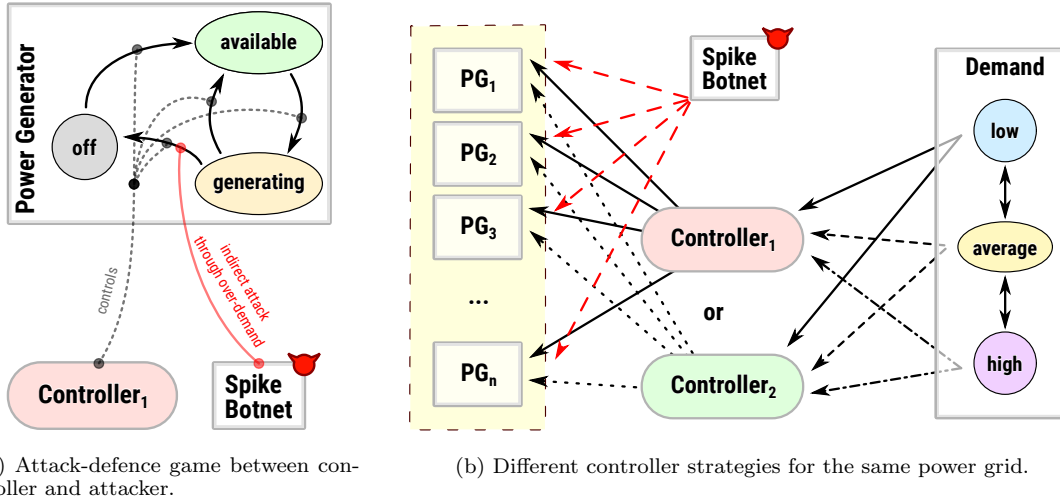 Power Generator
available
off
generating
controls
indirect attack
through over-demand
Controller1
Spike
Botnet
) Attack-defence game between con-
oller and attacker.
PG1
PG2
PG3
...
PGn
Spike
Botnet
Controller1
or
Controller2
Demand
low
average
high
(b) Different controller strategies for the same power grid.